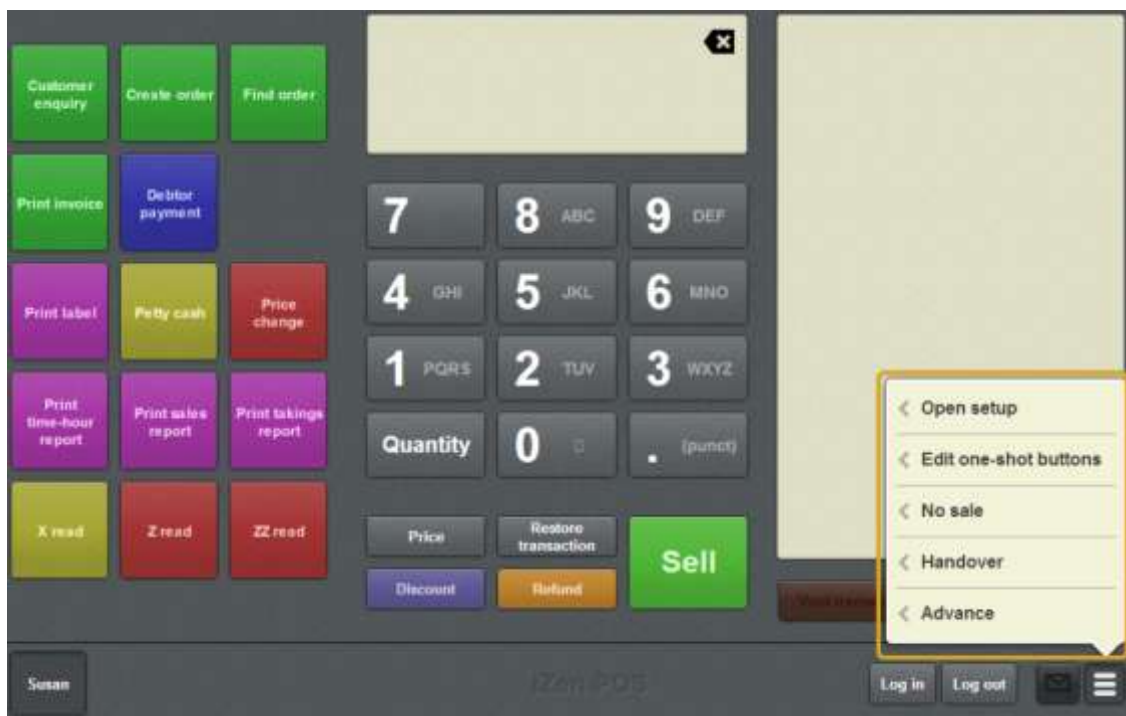 Customer
enquiry
Create order
Find order
Print invoice
Debtor
payment
Print label
Petty cash
Price
change
Print
time-hour
report
Print sales
report
Print takings
report
X read
Z read
ZZ read
7
8 ABC
9 DEF
4 GHI
5 JKL
6 MNO
1 PQRS
2 TUV
3 WXYZ
Quantity
0
. (punct)
Price
Restore
transaction
Sell
Discount
Refund
Open setup
Edit one-shot buttons
No sale
Handover
Advance
Susan
Log in
Log out